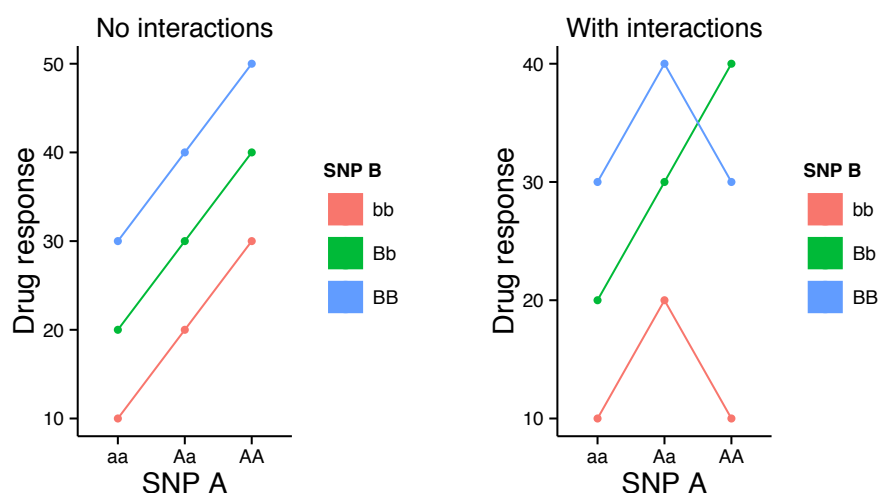 No interactions
50
40
30
20
10
Drug response
aa Aa AA
SNP A
SNP B
bb
Bb
BB
With interactions
40
30
20
10
Drug response
aa Aa AA
SNP A
SNP B
bb
Bb
BB